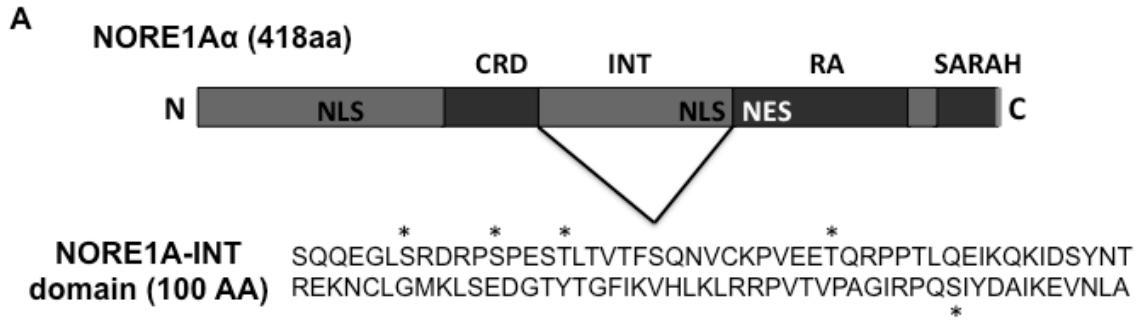 A
NORE1Aα (418aa)
CRD INT RA SARAH
N NLS NLS NES C
* * * *
NORE1A-INT SQQEGLSRDRPSPESTLTVTFSQNVCKPVEETQRPPTLQEIKQKIDSYNT
domain (100 AA) REKNCLGMKLSEDGTYTGFIKVHLKLRRPVTVPAGIRPQSIYDAIKEVNLA
*